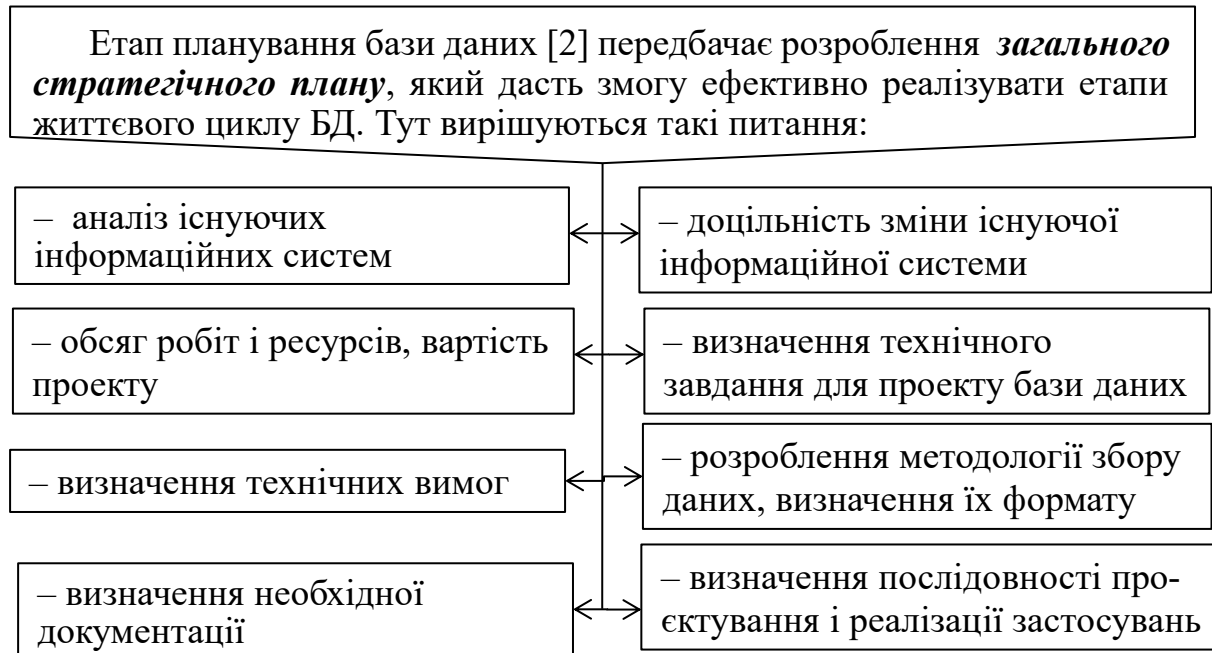 Етап планування бази даних [2] передбачає розроблення загального
стратегічного плану, який дасть змогу ефективно реалізувати етапи
життєвого циклу БД. Тут вирішуються такі питання:
– аналіз існуючих
інформаційних систем
– доцільність зміни існуючої
інформаційної системи
– обсяг робіт і ресурсів, вартість
проекту
– визначення технічного
завдання для проекту бази даних
– визначення технічних вимог
– розроблення методології збору
даних, визначення їх формату
– визначення необхідної
документації
– визначення послідовності про-
єктування і реалізації застосувань